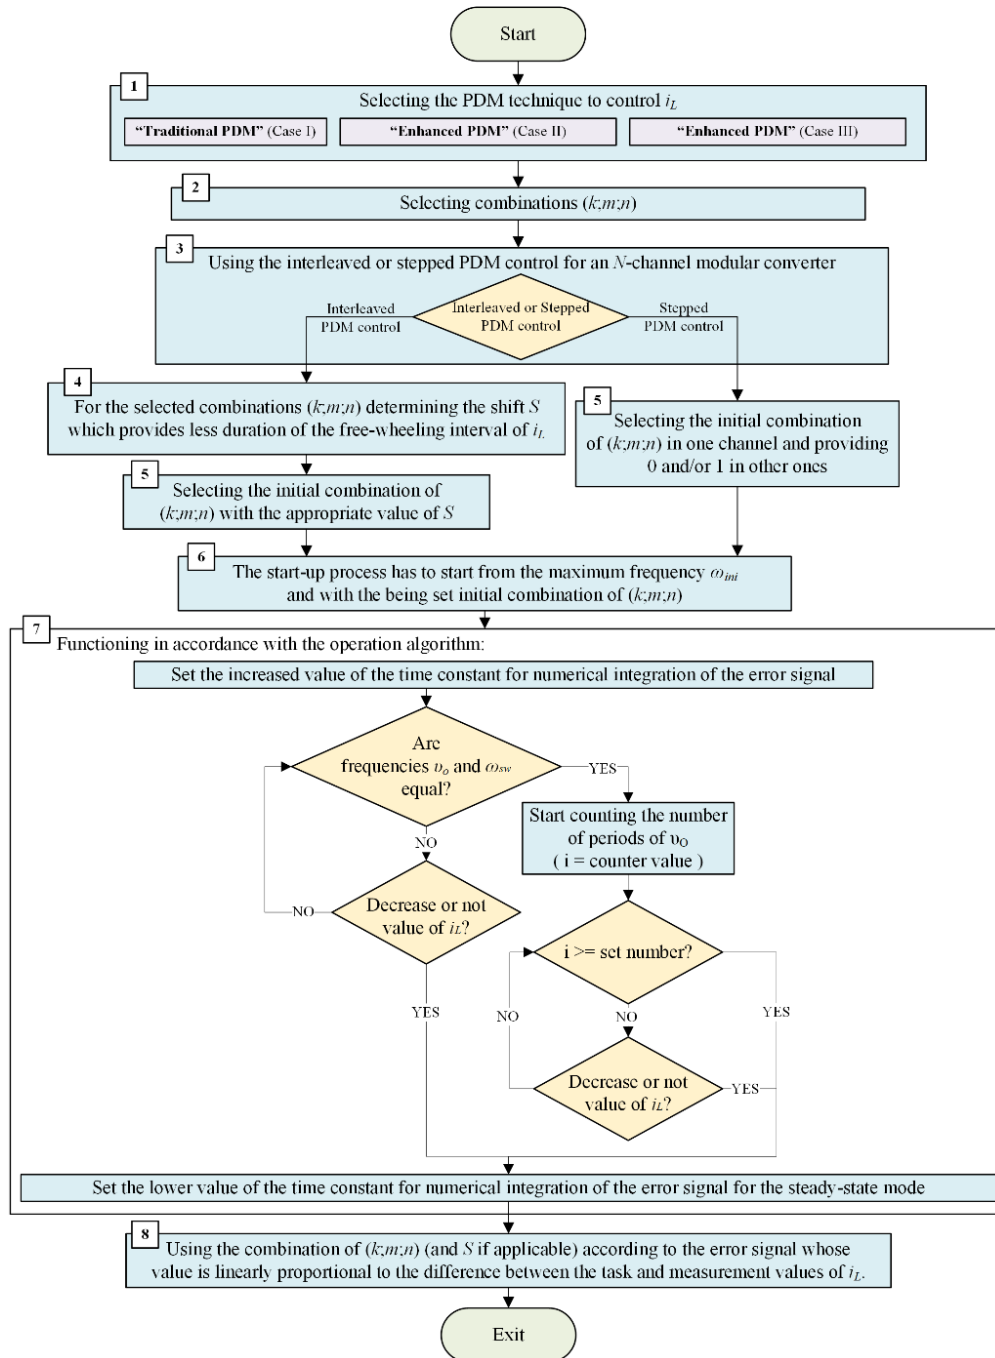 Start
1
Selecting the PDM technique to control iL
“Traditional PDM” (Case I)
“Enhanced PDM” (Case II)
“Enhanced PDM” (Case III)
2
Selecting combinations (k;m;n)
3
Using the interleaved or stepped PDM control for an N-channel modular converter
Interleaved
PDM control
Interleaved or Stepped
PDM control
Stepped
PDM control
4
For the selected combinations (k;m;n) determining the shift S
which provides less duration of the free-wheeling interval of iL
5
Selecting the initial combination of
(k;m;n) with the appropriate value of S
5
Selecting the initial combination
of (k;m;n) in one channel and providing
0 and/or 1 in other ones
6
The start-up process has to start from the maximum frequency ωini
and with the being set initial combination of (k;m;n)
7
Functioning in accordance with the operation algorithm:
Set the increased value of the time constant for numerical integration of the error signal
Are
frequencies υo and ωsw
equal?
YES
NO
Start counting the number
of periods of υO
( i = counter value )
Decrease or not
value of iL?
NO
YES
i >= set number?
NO
NO
YES
Decrease or not
value of iL?
YES
Set the lower value of the time constant for numerical integration of the error signal for the steady-state mode
8
Using the combination of (k;m;n) (and S if applicable) according to the error signal whose
value is linearly proportional to the difference between the task and measurement values of iL.
Exit